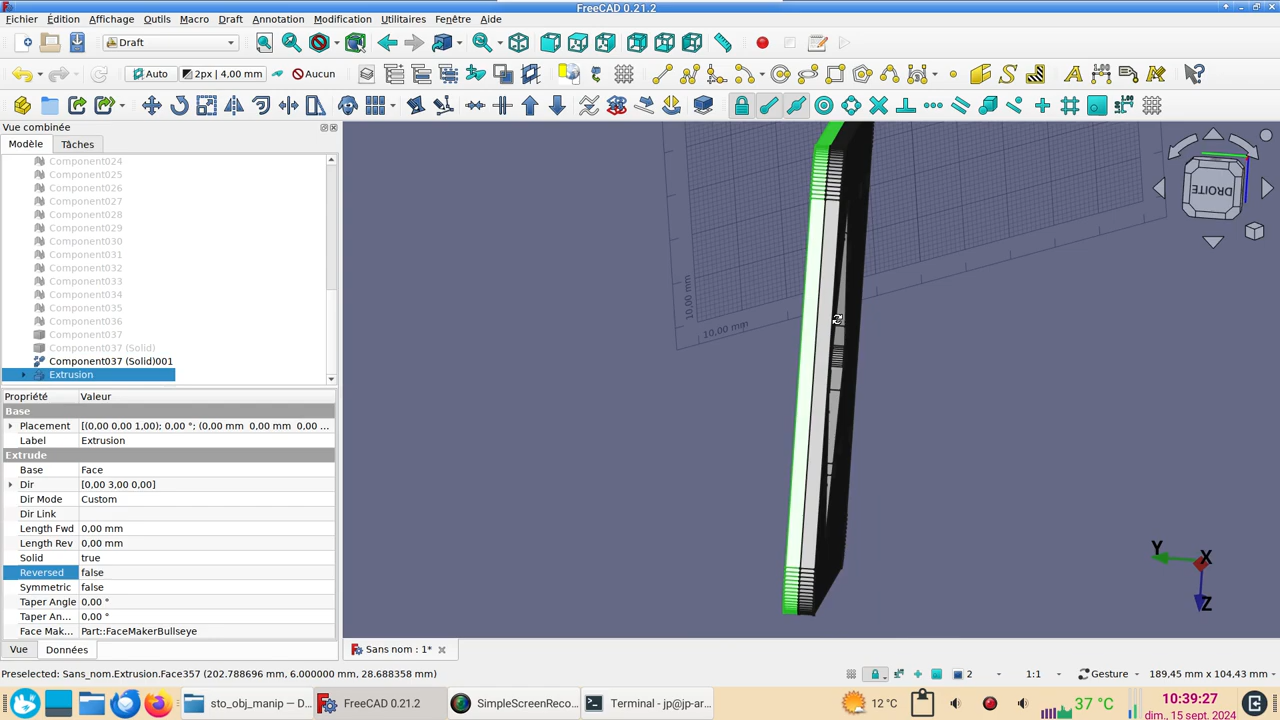 FreeCAD 0.21.2
Fichier Édition Affichage Outils Macro Draft Annotation Modification Utilitaires Fenêtre Aide
Draft
Auto 2px | 4,00 mm Aucun
Vue combinée
Modèle Tâches
Component024
Component025
Component026
Component027
Component028
Component029
Component030
Component031
Component032
Component033
Component034
Component035
Component036
Component037
Component037 (Solid)
Component037 (Solid)001
Extrusion
Propriété Valeur
Base
Placement [(0,00 0,00 1,00); 0,00 °; (0,00 mm 0,00 mm 0,00 ...
Label Extrusion
Extrude
Base Face
Dir [0,00 3,00 0,00]
Dir Mode Custom
Dir Link
Length Fwd 0,00 mm
Length Rev 0,00 mm
Solid true
Reversed false
Symmetric false
Taper Angle 0,00 °
Taper An... 0,00 °
Face Mak... Part::FaceMakerBullseye
Vue Données
10,00 mm
10,00 mm
DROITE
Y X
Z
Sans nom : 1*
Preselected: Sans_nom.Extrusion.Face357 (202.788696 mm, 6.000000 mm, 28.688358 mm)
2 1:1 Gesture 189,45 mm x 104,43 mm
sto_obj_manip — D... FreeCAD 0.21.2 SimpleScreenReco... Terminal - jp@jp-ar... 12°C 37 °C
10:39:27
dim., 15 sept. 2024